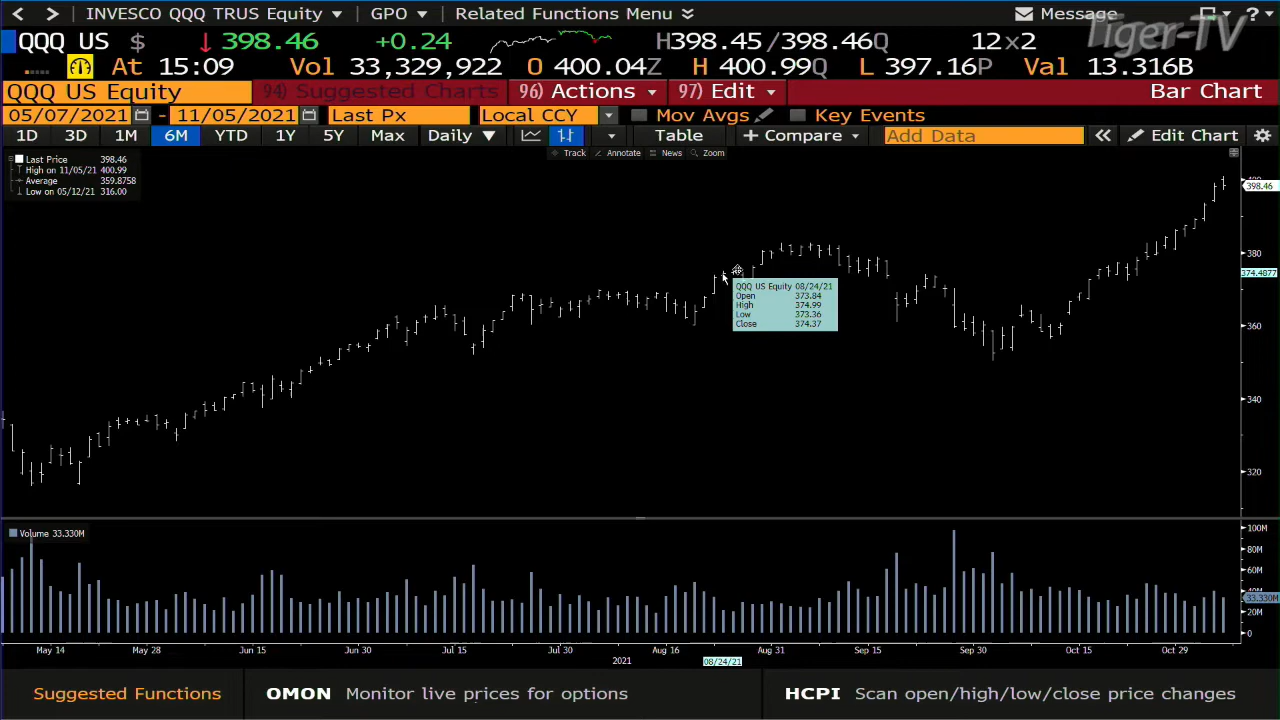 INVESCO QQQ TRUS Equity GPO Related Functions Menu Message ?
Tiger-TV
QQQ US $ 398.46 +0.24 H398.45/398.46Q 12×2
At 15:09 Vol 33,329,922 O 400.04Z H 400.99Q L 397.16P Val 13.316B
QQQ US Equity 94) Suggested Charts 96) Actions 97) Edit Bar Chart
05/07/2021 - 11/05/2021 Last Px Local CCY Mov Avgs Key Events
1D 3D 1M 6M YTD 1Y 5Y Max Daily Table + Compare Add Data Edit Chart
Track Annotate News Zoom
Last Price 398.46
High on 11/05/21 400.99
Average 359.8758
Low on 05/12/21 316.00
400
398.46
380
374.4877
360
340
320
QQQ US Equity 08/24/21
Open 373.84
High 374.99
Low 373.36
Close 374.37
Volume 33.330M
100M
80M
60M
40M
33.330M
20M
0
May 14 May 28 Jun 15 Jun 30 Jul 15 Jul 30 Aug 16 Aug 31 Sep 15 Sep 30 Oct 15 Oct 29
2021 08/24/21
Suggested Functions OMON Monitor live prices for options HCPI Scan open/high/low/close price changes